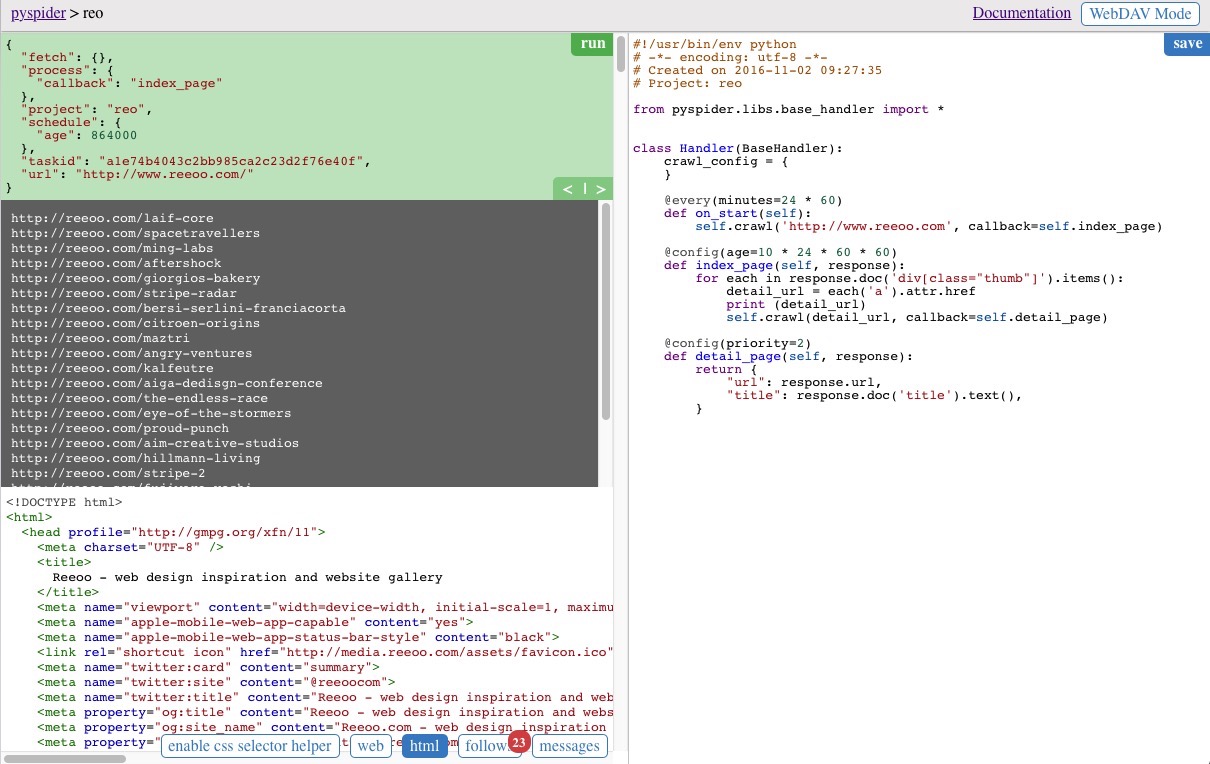 pyspider > reo
Documentation
WebDAV Mode
{
  "fetch": {},
  "process": {
    "callback": "index_page"
  },
  "project": "reo",
  "schedule": {
    "age": 864000
  },
  "taskid": "a1e74b4043c2bb985ca2c23d2f76e40f",
  "url": "http://www.reeoo.com/"
}
run
< | >
http://reeoo.com/laif-core
http://reeoo.com/spacetravellers
http://reeoo.com/ming-labs
http://reeoo.com/aftershock
http://reeoo.com/giorgios-bakery
http://reeoo.com/stripe-radar
http://reeoo.com/bersi-serlini-franciacorta
http://reeoo.com/citroen-origins
http://reeoo.com/maztri
http://reeoo.com/angry-ventures
http://reeoo.com/kalfeutre
http://reeoo.com/aiga-dedisgn-conference
http://reeoo.com/the-endless-race
http://reeoo.com/eye-of-the-stormers
http://reeoo.com/proud-punch
http://reeoo.com/aim-creative-studios
http://reeoo.com/hillmann-living
http://reeoo.com/stripe-2
<!DOCTYPE html>
<html>
  <head profile="http://gmpg.org/xfn/11">
    <meta charset="UTF-8" />
    <title>
      Reeoo - web design inspiration and website gallery
    </title>
    <meta name="viewport" content="width=device-width, initial-scale=1, maximu
    <meta name="apple-mobile-web-app-capable" content="yes">
    <meta name="apple-mobile-web-app-status-bar-style" content="black">
    <link rel="shortcut icon" href="http://media.reeoo.com/assets/favicon.ico"
    <meta name="twitter:card" content="summary">
    <meta name="twitter:site" content="@reeoocom">
    <meta name="twitter:title" content="Reeoo - web design inspiration and web
    <meta property="og:title" content="Reeoo - web design inspiration and webs
    <meta property="og:site_name" content="Reeoo.com - web design inspiration
    <meta property="
enable css selector helper
web
html
follow
23
messages
save
#!/usr/bin/env python
# -*- encoding: utf-8 -*-
# Created on 2016-11-02 09:27:35
# Project: reo
from pyspider.libs.base_handler import *
class Handler(BaseHandler):
    crawl_config = {
    }
    @every(minutes=24 * 60)
    def on_start(self):
        self.crawl('http://www.reeoo.com', callback=self.index_page)
    @config(age=10 * 24 * 60 * 60)
    def index_page(self, response):
        for each in response.doc('div[class="thumb"]').items():
            detail_url = each('a').attr.href
            print (detail_url)
            self.crawl(detail_url, callback=self.detail_page)
    @config(priority=2)
    def detail_page(self, response):
        return {
            "url": response.url,
            "title": response.doc('title').text(),
        }